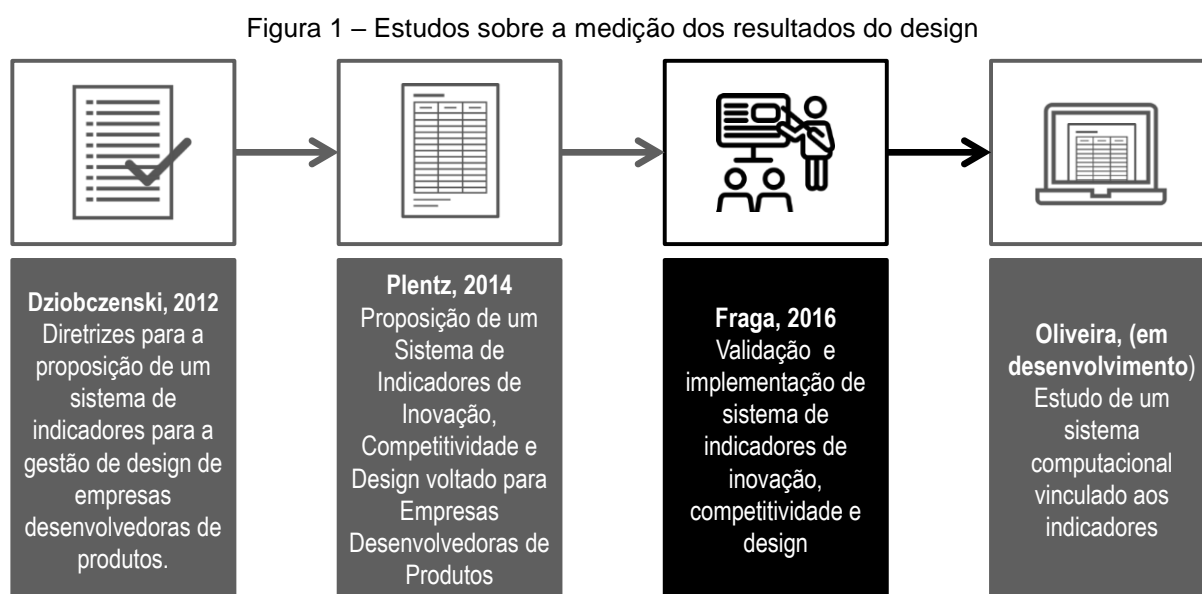 Figura 1 – Estudos sobre a medição dos resultados do design
Dziobczenski, 2012
Diretrizes para a
proposição de um
sistema de
indicadores para a
gestão de design de
empresas
desenvolvedoras de
produtos.
Plentz, 2014
Proposição de um
Sistema de
Indicadores de
Inovação,
Competitividade e
Design voltado para
Empresas
Desenvolvedoras de
Produtos
Fraga, 2016
Validação e
implementação de
sistema de
indicadores de
inovação,
competitividade e
design
Oliveira, (em
desenvolvimento)
Estudo de um
sistema
computacional
vinculado aos
indicadores